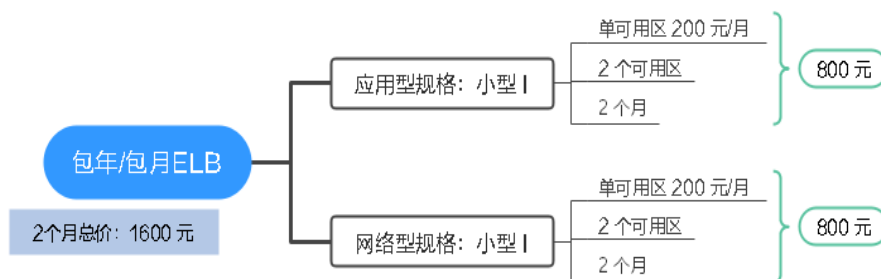 单可用区 200 元/月
应用型规格：小型 I
2 个可用区
800 元
2 个月
包年/包月ELB
2个月总价：1600 元
单可用区 200 元/月
网络型规格：小型 I
2 个可用区
800 元
2 个月